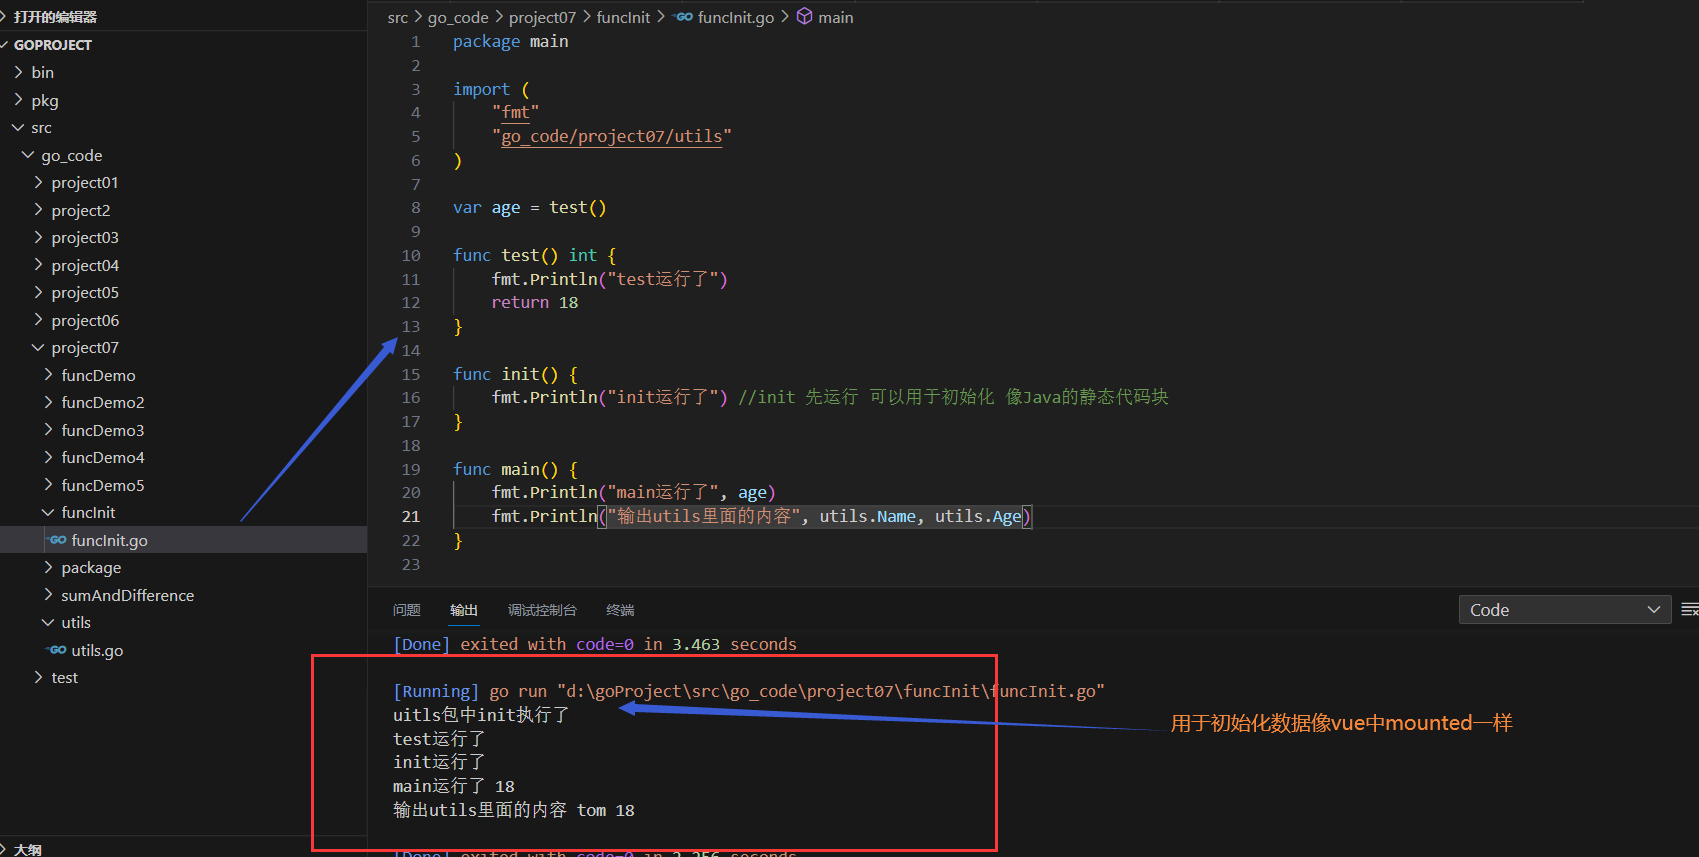 打开的编辑器
GOPROJECT
bin
pkg
src
go_code
project01
project2
project03
project04
project05
project06
project07
funcDemo
funcDemo2
funcDemo3
funcDemo4
funcDemo5
funcInit
GO funcInit.go
package
sumAndDifference
utils
GO utils.go
test
大纲
src > go_code > project07 > funcInit > GO funcInit.go > main
1 package main
2
3 import (
4 "fmt"
5 "go_code/project07/utils"
6 )
7
8 var age = test()
9
10 func test() int {
11 fmt.Println("test运行了")
12 return 18
13 }
14
15 func init() {
16 fmt.Println("init运行了") //init 先运行 可以用于初始化 像Java的静态代码块
17 }
18
19 func main() {
20 fmt.Println("main运行了", age)
21 fmt.Println("输出utils里面的内容", utils.Name, utils.Age)
22 }
23
问题 输出 调试控制台 终端 Code
[Done] exited with code=0 in 3.463 seconds
[Running] go run "d:\goProject\src\go_code\project07\funcInit\funcInit.go"
uitls包中init执行了
test运行了
init运行了
main运行了 18
输出utils里面的内容 tom 18
用于初始化数据像vue中mounted一样
[Done] exited with code=0 in 2.256 seconds